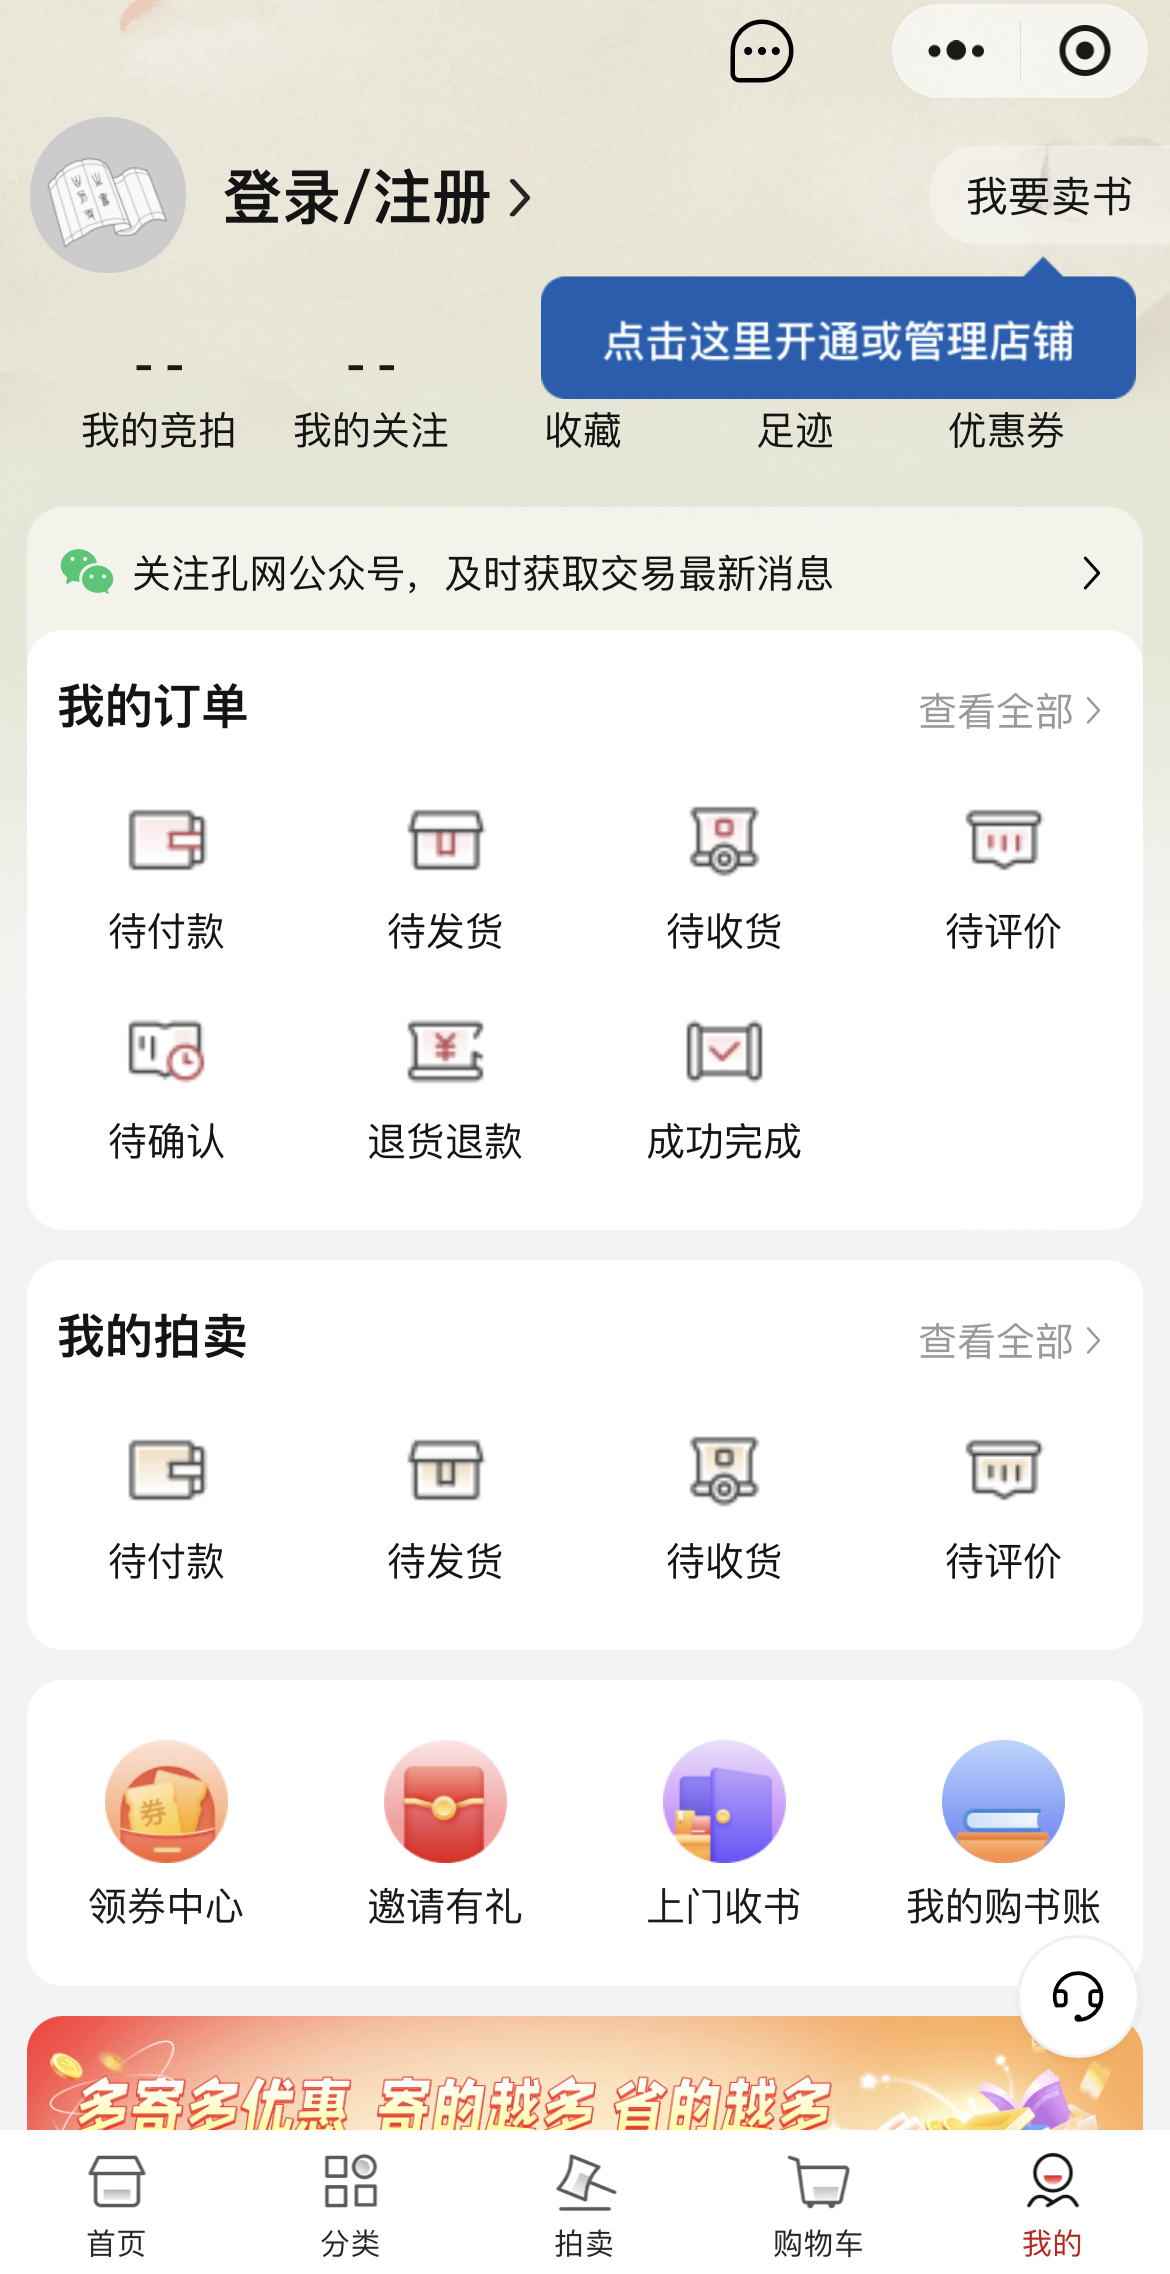 登录/注册
我要卖书
点击这里开通或管理店铺
-- --
我的竞拍 我的关注 收藏 足迹 优惠券
关注孔网公众号，及时获取交易最新消息
我的订单 查看全部
待付款 待发货 待收货 待评价
待确认 退货退款 成功完成
我的拍卖 查看全部
待付款 待发货 待收货 待评价
券
领券中心 邀请有礼 上门收书 我的购书账
多寄多优惠 寄的越多 省的越多
首页 分类 拍卖 购物车 我的